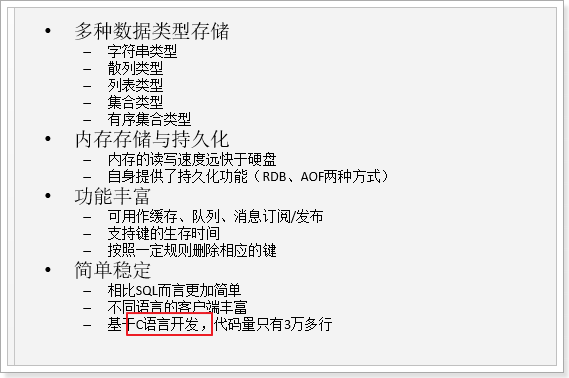 • 多种数据类型存储
– 字符串类型
– 散列类型
– 列表类型
– 集合类型
– 有序集合类型
• 内存存储与持久化
– 内存的读写速度远快于硬盘
– 自身提供了持久化功能（RDB、AOF两种方式）
• 功能丰富
– 可用作缓存、队列、消息订阅/发布
– 支持键的生存时间
– 按照一定规则删除相应的键
• 简单稳定
– 相比SQL而言更加简单
– 不同语言的客户端丰富
– 基于C语言开发，代码量只有3万多行